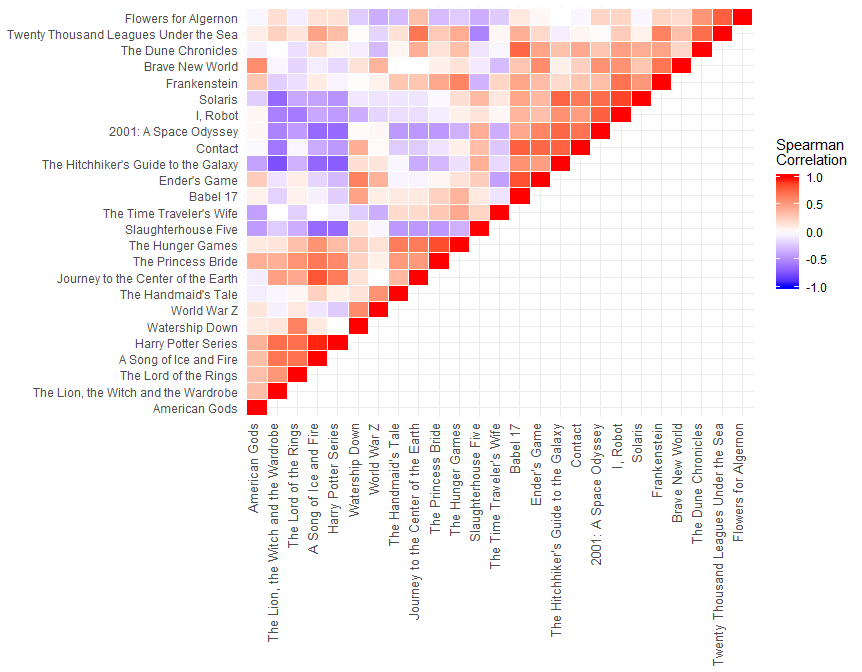 Flowers for Algernon
Twenty Thousand Leagues Under the Sea
The Dune Chronicles
Brave New World
Frankenstein
Solaris
I, Robot
2001: A Space Odyssey
Contact
The Hitchhiker's Guide to the Galaxy
Ender's Game
Babel 17
The Time Traveler's Wife
Slaughterhouse Five
The Hunger Games
The Princess Bride
Journey to the Center of the Earth
The Handmaid's Tale
World War Z
Watership Down
Harry Potter Series
A Song of Ice and Fire
The Lord of the Rings
The Lion, the Witch and the Wardrobe
American Gods
American Gods
The Lion, the Witch and the Wardrobe
The Lord of the Rings
A Song of Ice and Fire
Harry Potter Series
Watership Down
World War Z
The Handmaid's Tale
Journey to the Center of the Earth
The Princess Bride
The Hunger Games
Slaughterhouse Five
The Time Traveler's Wife
Babel 17
Ender's Game
The Hitchhiker's Guide to the Galaxy
Contact
2001: A Space Odyssey
I, Robot
Solaris
Frankenstein
Brave New World
The Dune Chronicles
Twenty Thousand Leagues Under the Sea
Flowers for Algernon
Spearman
Correlation
1.0
0.5
0.0
-0.5
-1.0